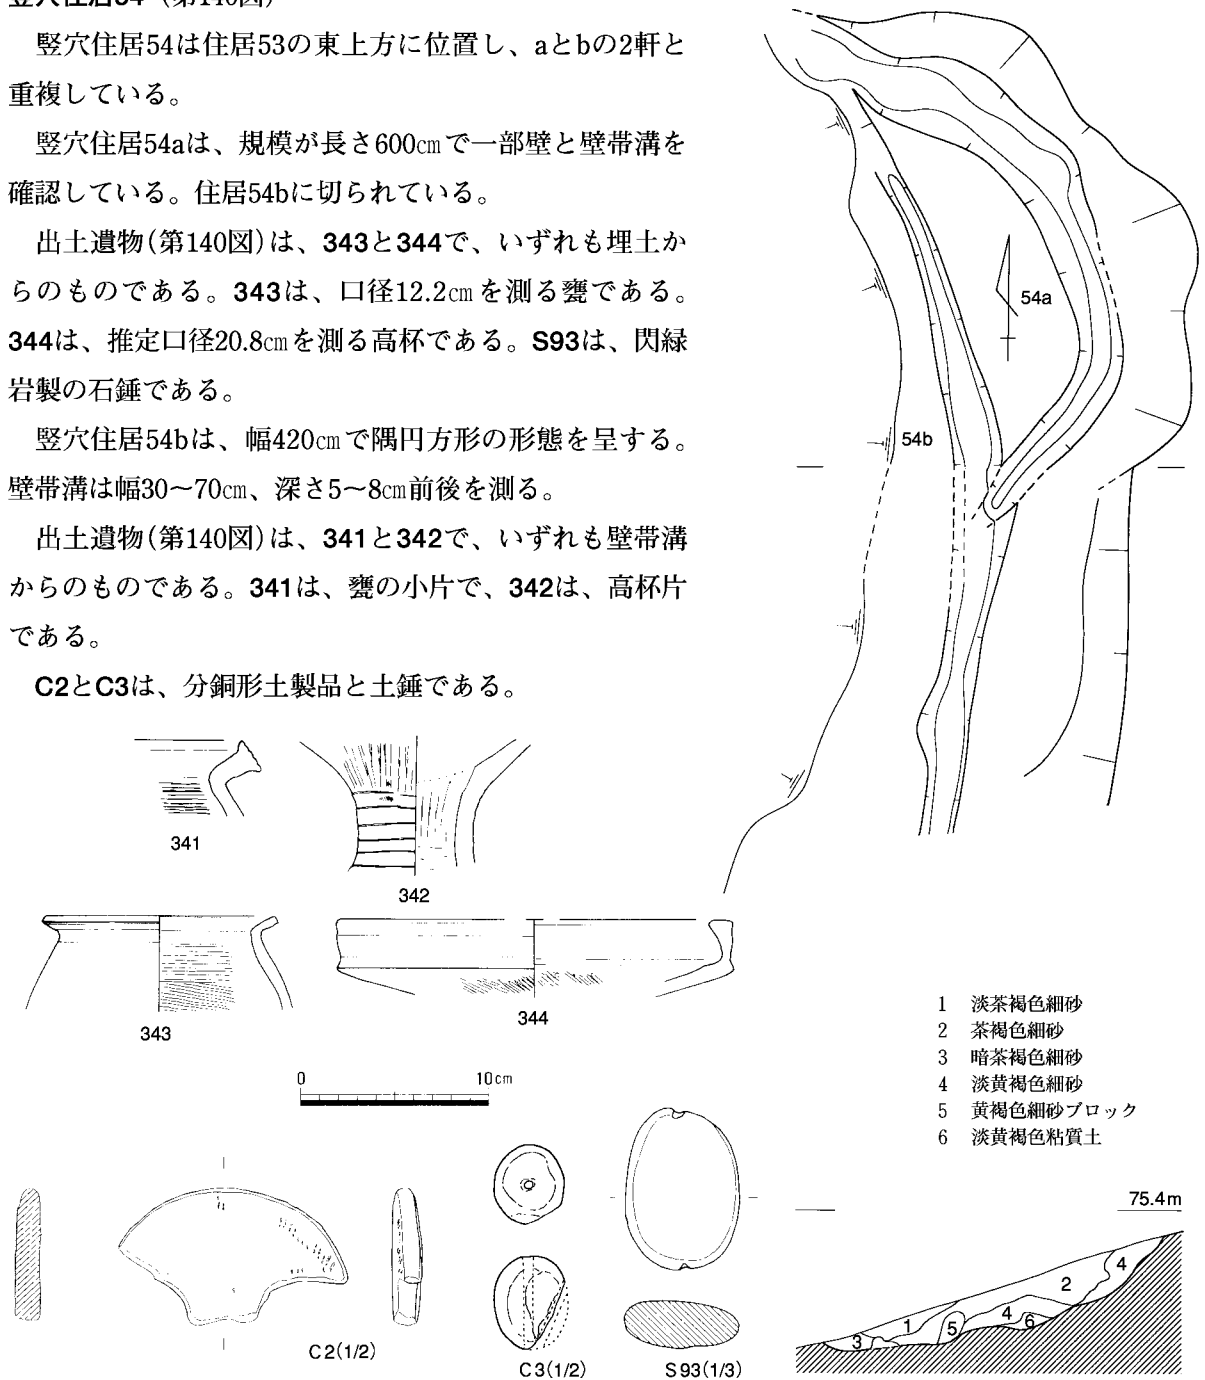 竪穴住居54 (第140図)
竪穴住居54は住居53の東上方に位置し、aとbの2軒と
重複している。
竪穴住居54aは、規模が長さ600㎝で一部壁と壁帯溝を
確認している。住居54bに切られている。
出土遺物(第140図)は、343と344で、いずれも埋土か
らのものである。343は、口径12.2㎝を測る甕である。
344は、推定口径20.8㎝を測る高杯である。S93は、閃緑
岩製の石錘である。
竪穴住居54bは、幅420㎝で隅円方形の形態を呈する。
壁帯溝は幅30〜70㎝、深さ5〜8㎝前後を測る。
出土遺物(第140図)は、341と342で、いずれも壁帯溝
からのものである。341は、甕の小片で、342は、高杯片
である。
C2とC3は、分銅形土製品と土錘である。
54a
54b
341
342
343
344
0 10cm
C2(1/2)
C3(1/2)
S93(1/3)
1 淡茶褐色細砂
2 茶褐色細砂
3 暗茶褐色細砂
4 淡黄褐色細砂
5 黄褐色細砂ブロック
6 淡黄褐色粘質土
75.4m
4
2
4
6
1
5
3